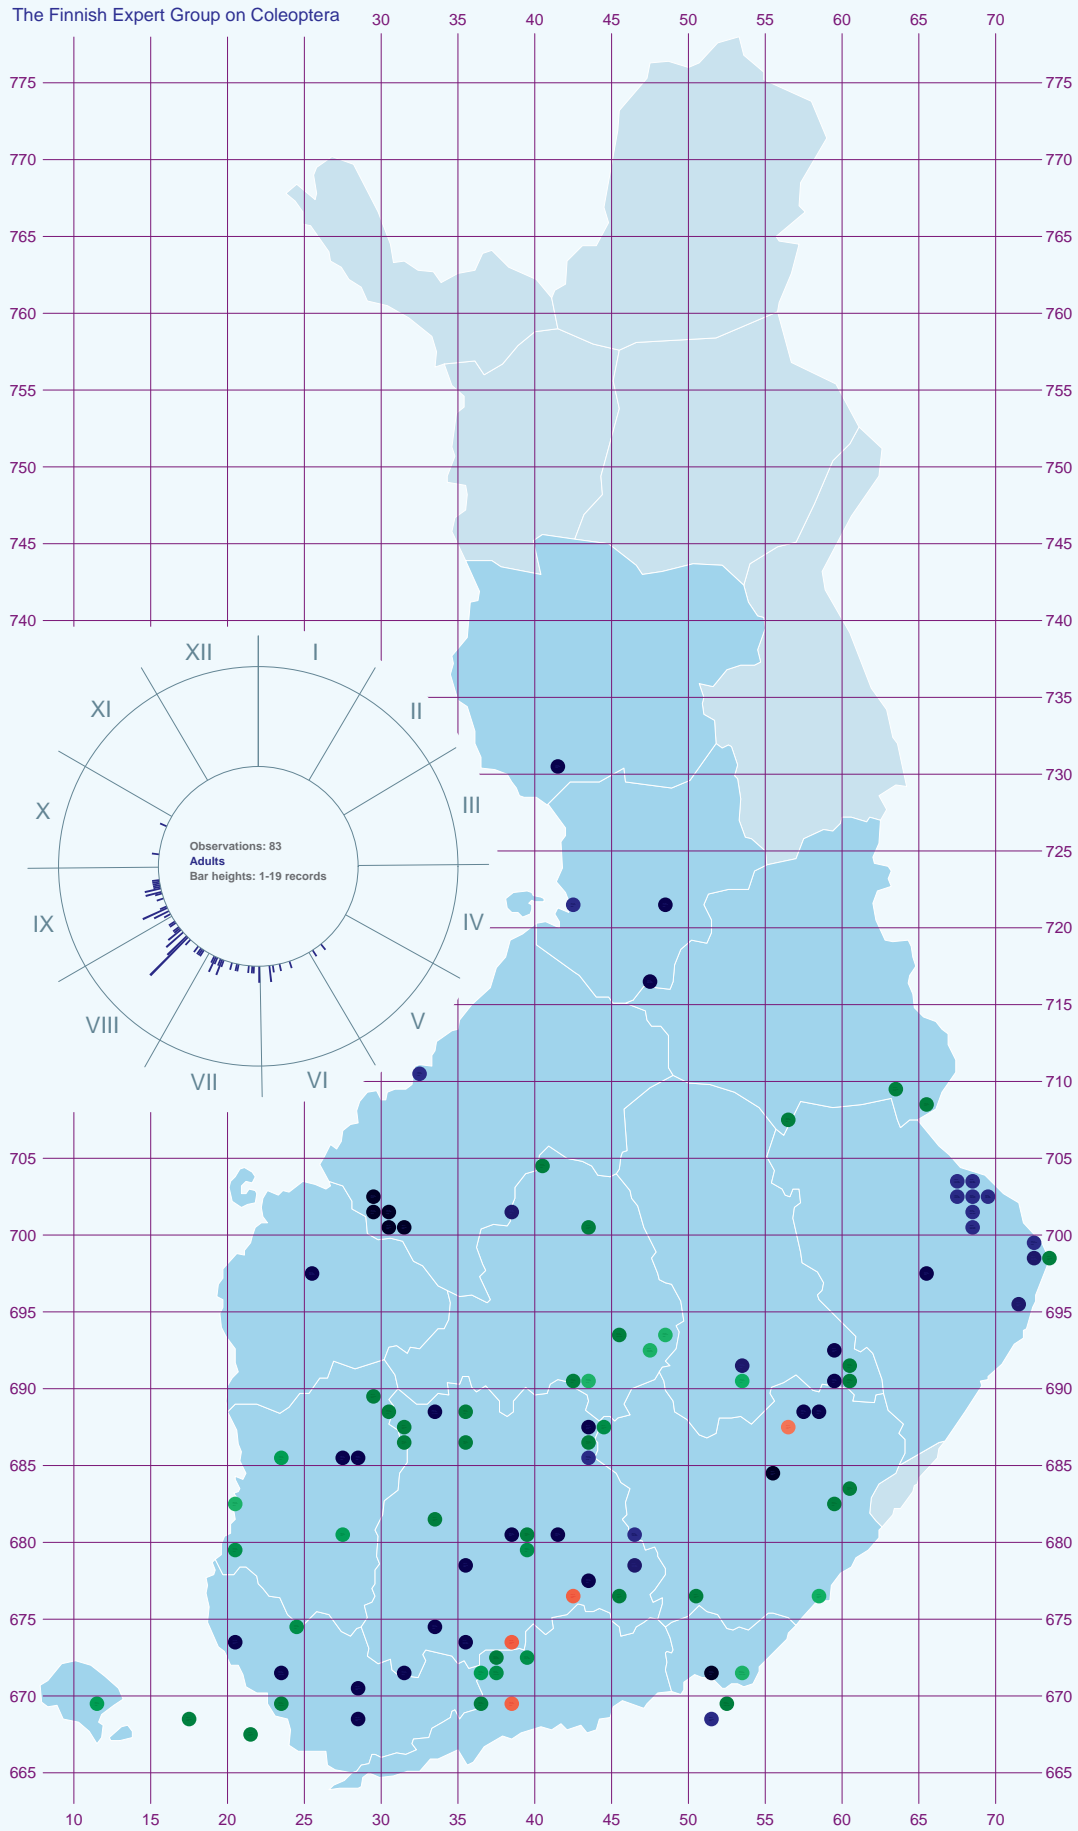 The Finnish Expert Group on Coleoptera
30 35 40 45 50 55 60 65 70
775 775
770 770
765 765
760 760
755 755
750 750
745 745
740 740
XII I
XI II
735
730
X III
725
Observations: 83
Adults
Bar heights: 1-19 records
IX IV
720
715
VIII V
VII VI
710
705 705
700 700
695 695
690 690
685 685
680 680
675 675
670 670
665 665
10 15 20 25 30 35 40 45 50 55 60 65 70